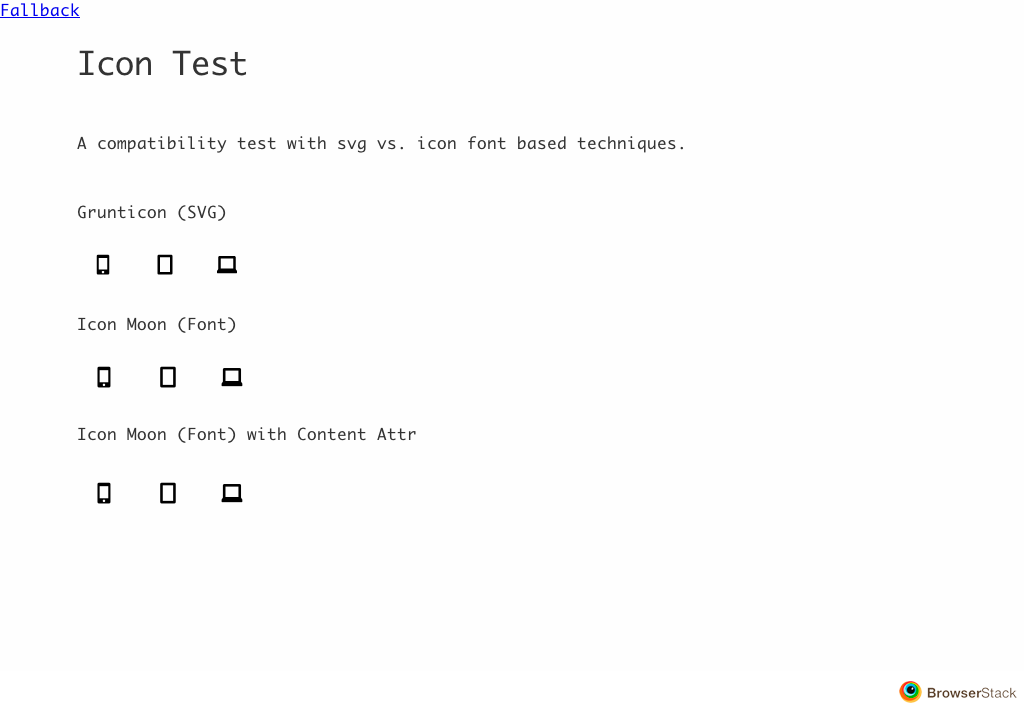 Fallback
Icon Test
A compatibility test with svg vs. icon font based techniques.
Grunticon (SVG)
Icon Moon (Font)
Icon Moon (Font) with Content Attr
BrowserStack